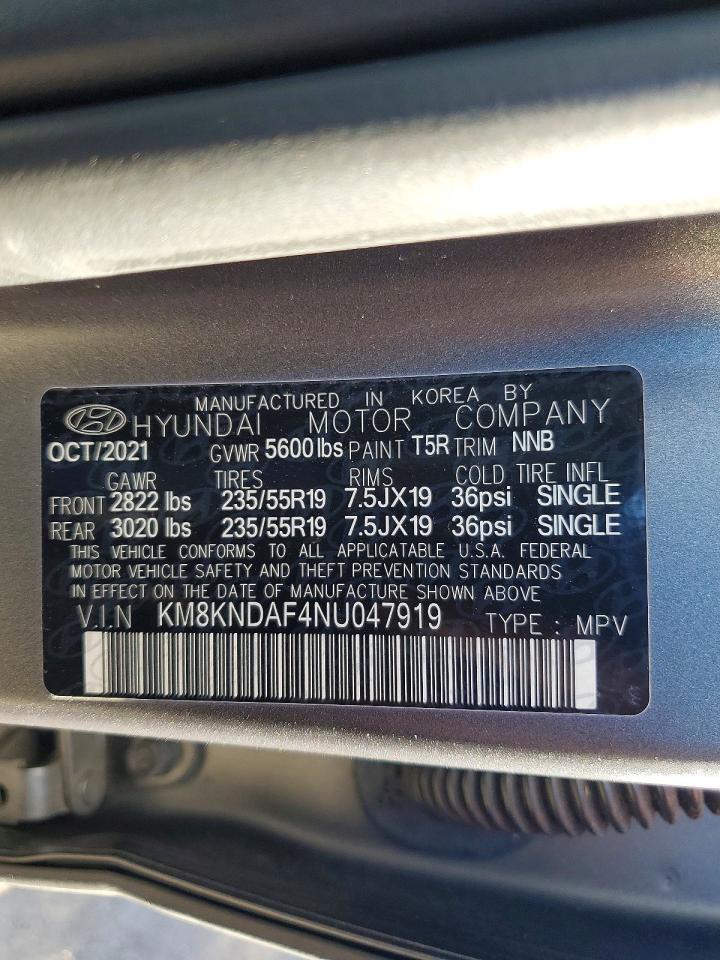 MANUFACTURED IN KOREA BY
HYUNDAI MOTOR COMPANY
OCT/2021 GVWR 5600lbs PAINT T5R TRIM NNB
GAWR TIRES RIMS COLD TIRE INFL
FRONT 2822 lbs 235/55R19 7.5JX19 36psi SINGLE
REAR 3020 lbs 235/55R19 7.5JX19 36psi SINGLE
THIS VEHICLE CONFORMS TO ALL APPLICATABLE U.S.A. FEDERAL
MOTOR VEHICLE SAFETY AND THEFT PREVENTION STANDARDS
IN EFFECT ON THE DATE OF MANUFACTURE SHOWN ABOVE
V.I.N KM8KNDAF4NU047919 TYPE : MPV